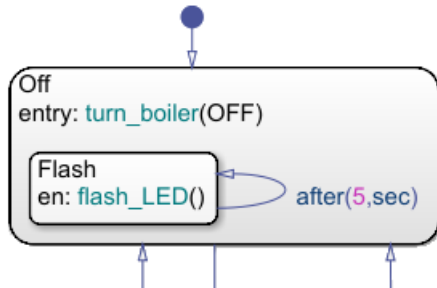 Off
entry: turn_boiler(OFF)
Flash
en: flash_LED()
after(5,sec)